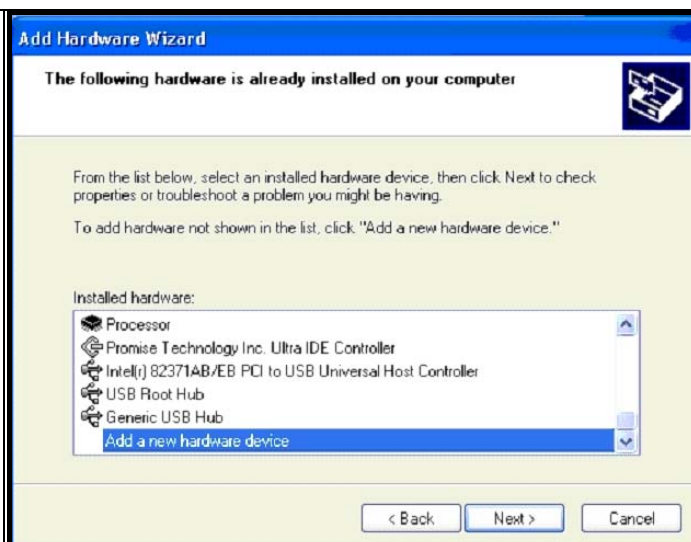 Add Hardware Wizard
The following hardware is already installed on your computer
From the list below, select an installed hardware device, then click Next to check
properties or troubleshoot a problem you might be having.
To add hardware not shown in the list, click "Add a new hardware device."
Installed hardware:
Processor
Promise Technology Inc. Ultra IDE Controller
Intel(r) 82371AB/EB PCI to USB Universal Host Controller
USB Root Hub
Generic USB Hub
Add a new hardware device
< Back Next > Cancel